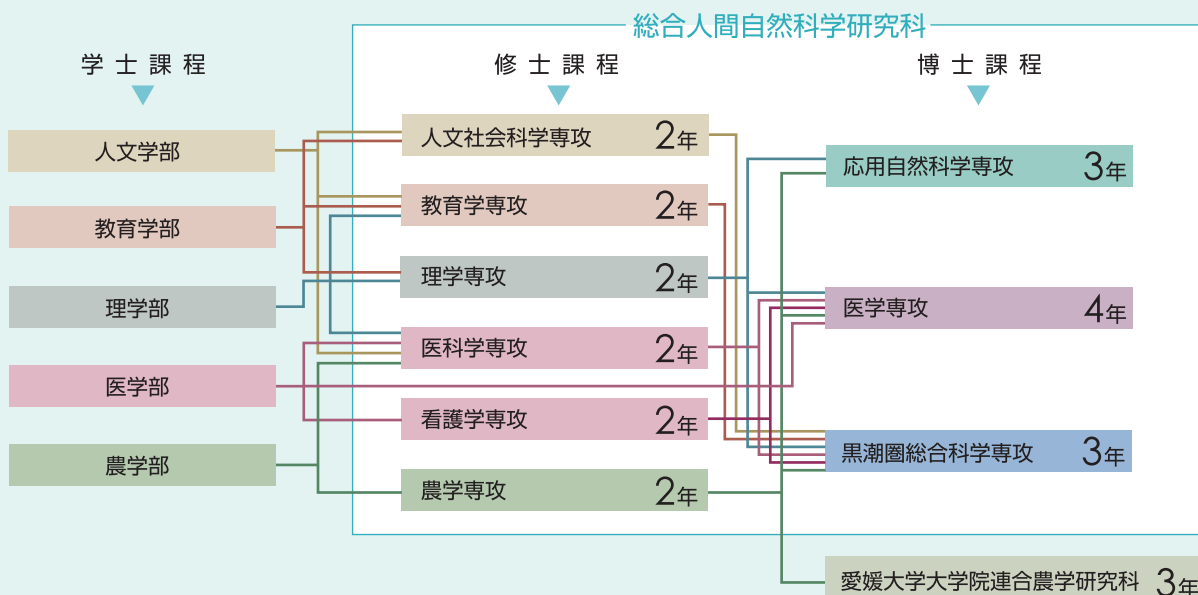 総合人間自然科学研究科
学士課程
修士課程
博士課程
人文学部
教育学部
理学部
医学部
農学部
人文社会科学専攻 2年
教育学専攻 2年
理学専攻 2年
医科学専攻 2年
看護学専攻 2年
農学専攻 2年
応用自然科学専攻 3年
医学専攻 4年
黒潮圏総合科学専攻 3年
愛媛大学大学院連合農学研究科 3年